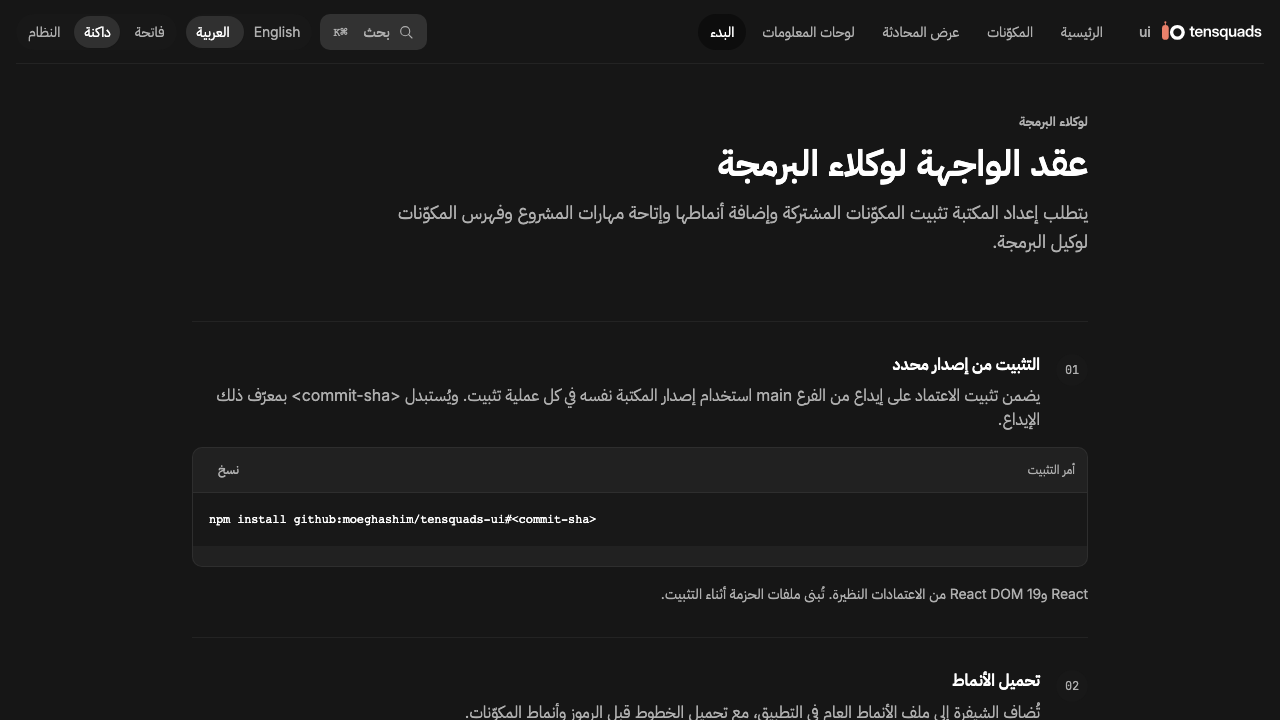 tensquads ui
الرئيسية
المكوّنات
عرض المحادثة
لوحات المعلومات
البدء
بحث ⌘K
English
العربية
فاتحة
داكنة
النظام
لوكلاء البرمجة
عقد الواجهة لوكلاء البرمجة
يتطلب إعداد المكتبة تثبيت المكوّنات المشتركة وإضافة أنماطها وإتاحة مهارات المشروع وفهرس المكوّنات
لوكيل البرمجة.
01
التثبيت من إصدار محدد
يضمن تثبيت الاعتماد على إيداع من الفرع main استخدام إصدار المكتبة نفسه في كل عملية تثبيت. ويُستبدل <commit-sha> بمعرّف ذلك
الإيداع.
أمر التثبيت
نسخ
npm install github:moeghashim/tensquads-ui#<commit-sha>
React وReact DOM 19 من الاعتمادات النظيرة. تُبنى ملفات الحزمة أثناء التثبيت.
02
تحميل الأنماط
تُضاف الشيفرة إلى ملف الأنماط العام في التطبيق، مع تحميل الخطوط قبل الرموز وأنماط المكوّنات.